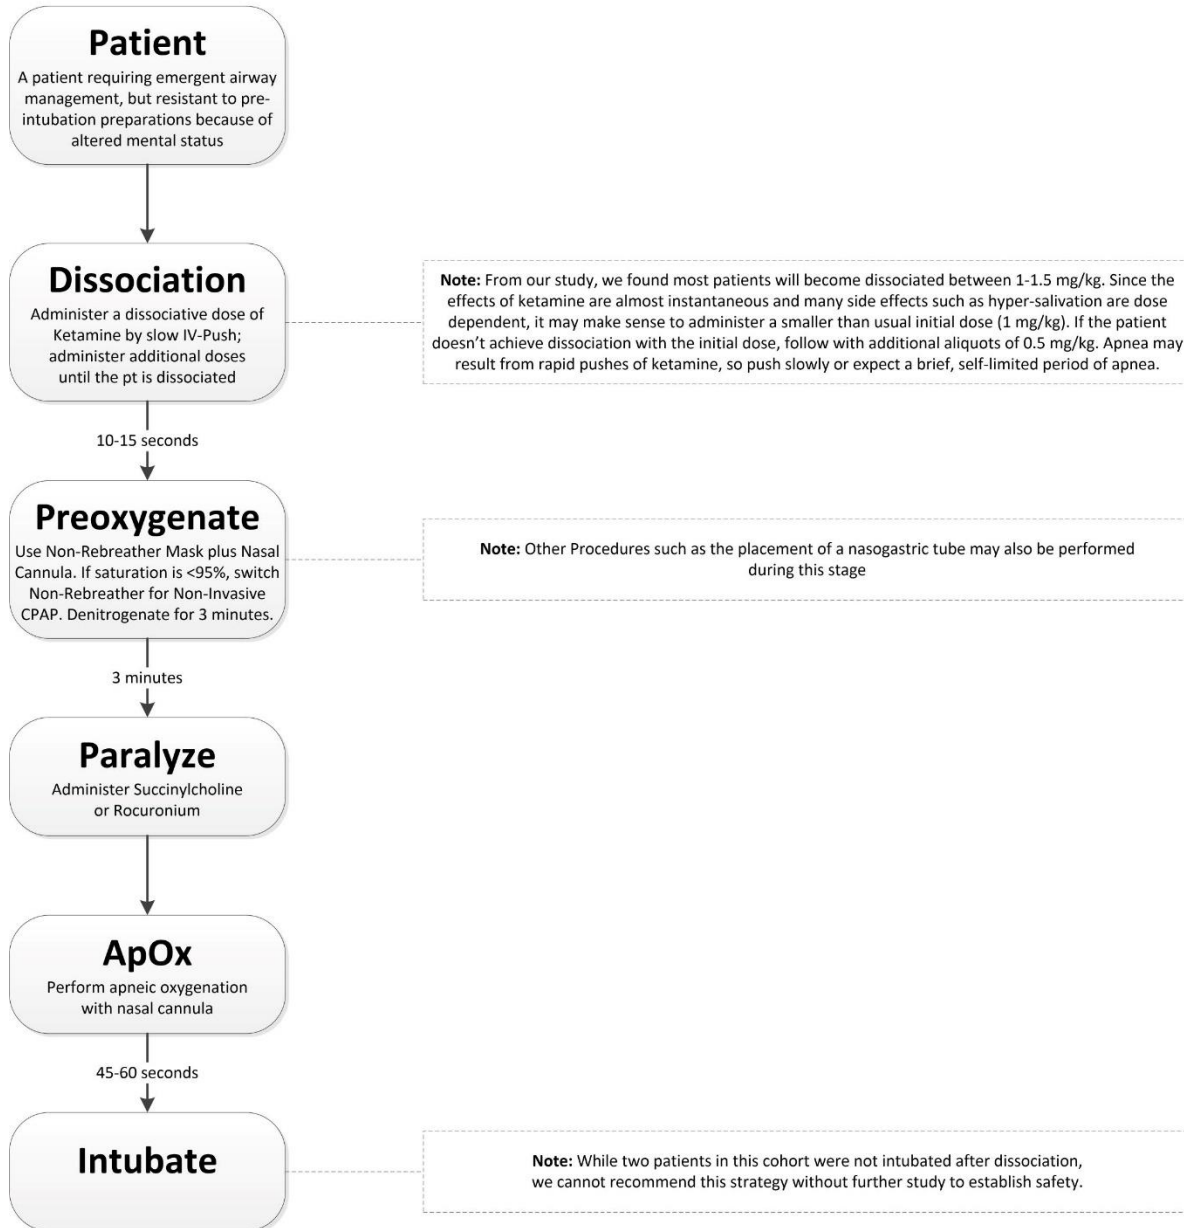 Patient
A patient requiring emergent airway
management, but resistant to pre-
intubation preparations because of
altered mental status
Dissociation
Administer a dissociative dose of
Ketamine by slow IV-Push;
administer additional doses
until the pt is dissociated
Note: From our study, we found most patients will become dissociated between 1-1.5 mg/kg. Since the
effects of ketamine are almost instantaneous and many side effects such as hyper-salivation are dose
dependent, it may make sense to administer a smaller than usual initial dose (1 mg/kg). If the patient
doesn't achieve dissociation with the initial dose, follow with additional aliquots of 0.5 mg/kg. Apnea may
result from rapid pushes of ketamine, so push slowly or expect a brief, self-limited period of apnea.
10-15 seconds
Preoxygenate
Use Non-Rebreather Mask plus Nasal
Cannula. If saturation is <95%, switch
Non-Rebreather for Non-Invasive
CPAP. Denitrogenate for 3 minutes.
Note: Other Procedures such as the placement of a nasogastric tube may also be performed
during this stage
3 minutes
Paralyze
Administer Succinylcholine
or Rocuronium
ApOx
Perform apneic oxygenation
with nasal cannula
45-60 seconds
Intubate
Note: While two patients in this cohort were not intubated after dissociation,
we cannot recommend this strategy without further study to establish safety.